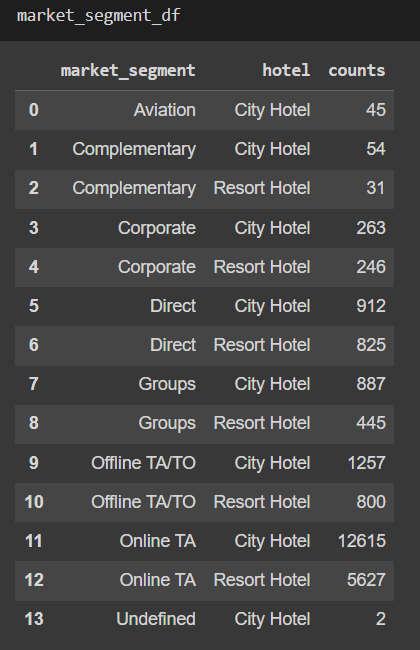 market_segment_df
market_segment hotel counts
0 Aviation City Hotel 45
1 Complementary City Hotel 54
2 Complementary Resort Hotel 31
3 Corporate City Hotel 263
4 Corporate Resort Hotel 246
5 Direct City Hotel 912
6 Direct Resort Hotel 825
7 Groups City Hotel 887
8 Groups Resort Hotel 445
9 Offline TA/TO City Hotel 1257
10 Offline TA/TO Resort Hotel 800
11 Online TA City Hotel 12615
12 Online TA Resort Hotel 5627
13 Undefined City Hotel 2